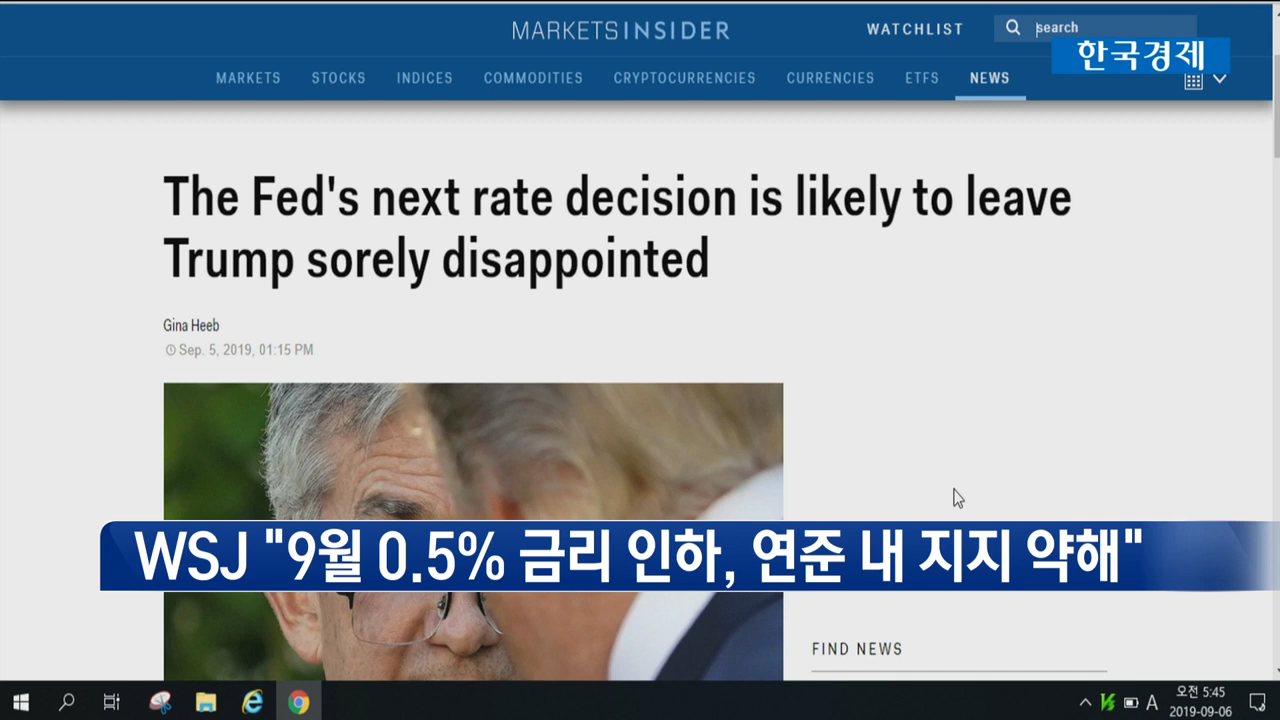 MARKETS INSIDER
WATCHLIST
search
한국경제
MARKETS STOCKS INDICES COMMODITIES CRYPTOCURRENCIES CURRENCIES ETFS NEWS
The Fed's next rate decision is likely to leave
Trump sorely disappointed
Gina Heeb
Sep. 5, 2019, 01:15 PM
WSJ "9월 0.5% 금리 인하, 연준 내 지지 약해"
FIND NEWS
A
오전 5:45
2019-09-06